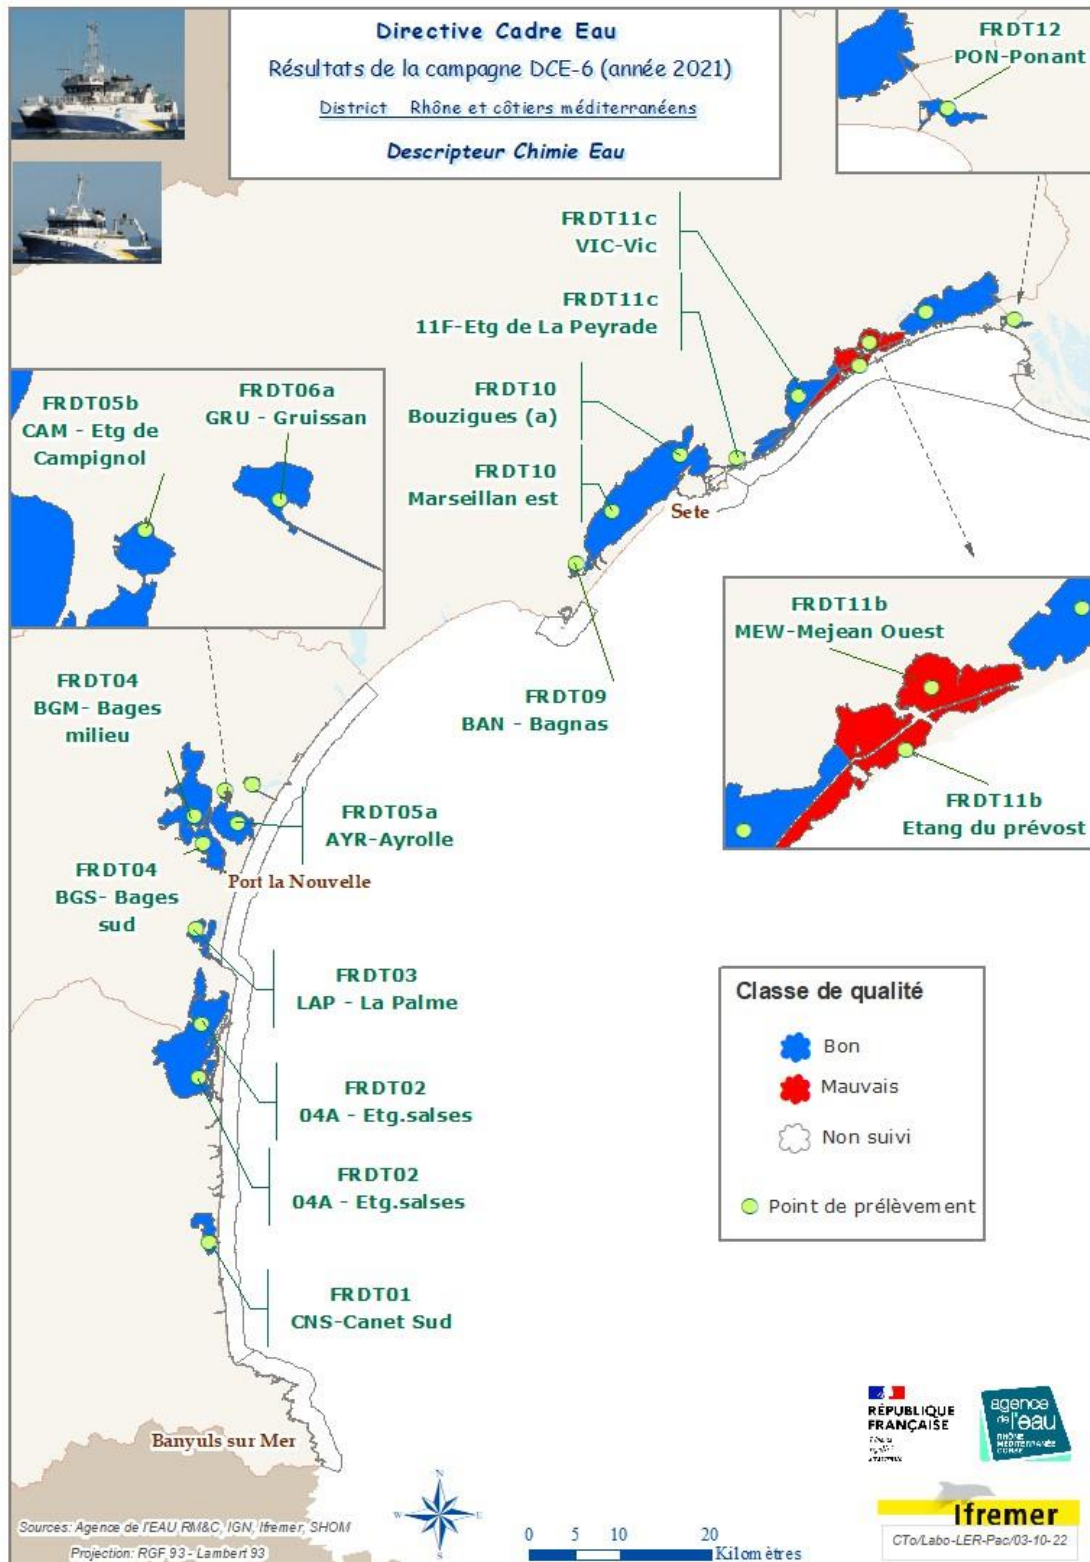 Directive Cadre Eau
Résultats de la campagne DCE-6 (année 2021)
District Rhône et côtiers méditerranéens
Descripteur Chimie Eau
FRDT12
PON-Ponant
FRDT11c
VIC-Vic
FRDT11c
11F-Etg de La Peyrade
FRDT10
Bouzigues (a)
FRDT10
Marseillan est
Sete
FRDT05b
CAM - Etg de
Campignol
FRDT06a
GRU - Gruissan
FRDT11b
MEW-Mejean Ouest
FRDT11b
Etang du prévost
FRDT09
BAN - Bagnas
FRDT04
BGM- Bages
milieu
FRDT05a
AYR-Ayrolle
FRDT04
BGS- Bages
sud
Port la Nouvelle
FRDT03
LAP - La Palme
FRDT02
04A - Etg.salses
FRDT02
04A - Etg.salses
FRDT01
CNS-Canet Sud
Banyuls sur Mer
Classe de qualité
Bon
Mauvais
Non suivi
Point de prélèvement
RÉPUBLIQUE
FRANÇAISE
agence
de l'eau
RHÔNE
MÉDITERRANÉE
CORSE
Ifremer
CTo/Labo-LER-Pac/03-10-22
N
W
E
S
0 5 10 20
Kilomètres
Sources: Agence de l'EAU RM&C, IGN, Ifremer, SHOM
Projection: RGF 93 - Lambert 93